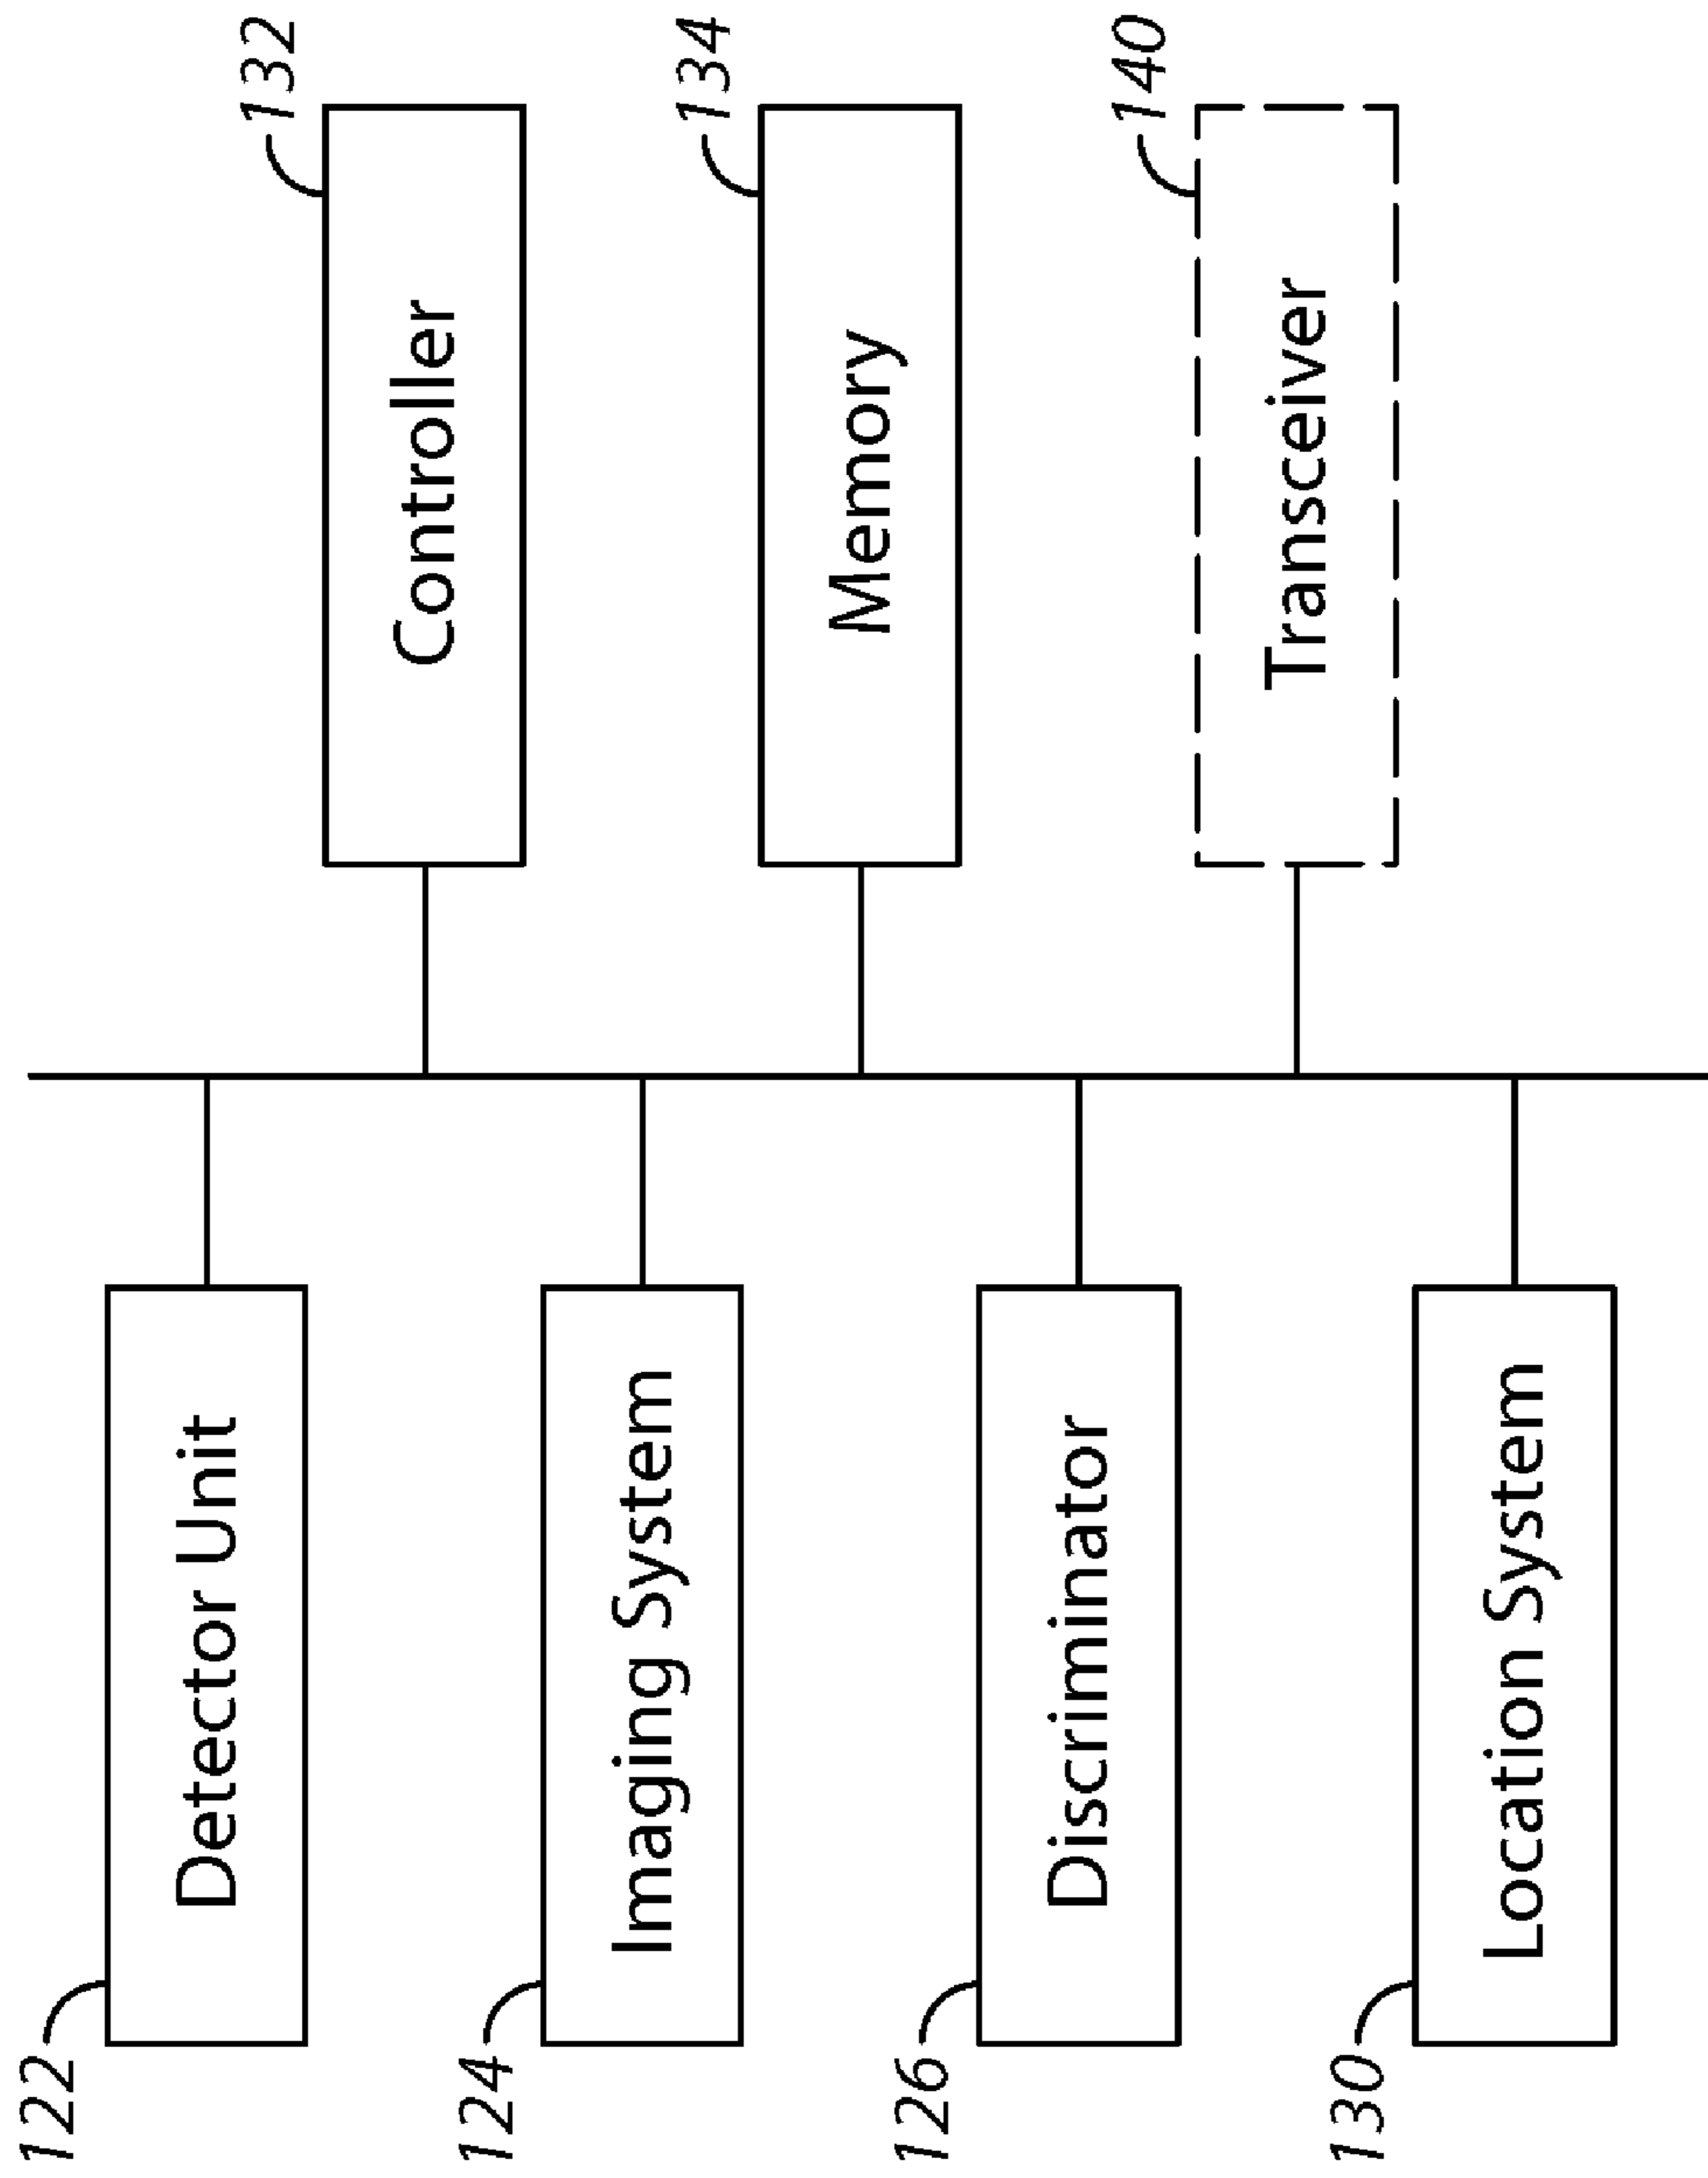 122
Detector Unit
132
Controller
124
Imaging System
134
Memory
126
Discriminator
140
Transceiver
130
Location System